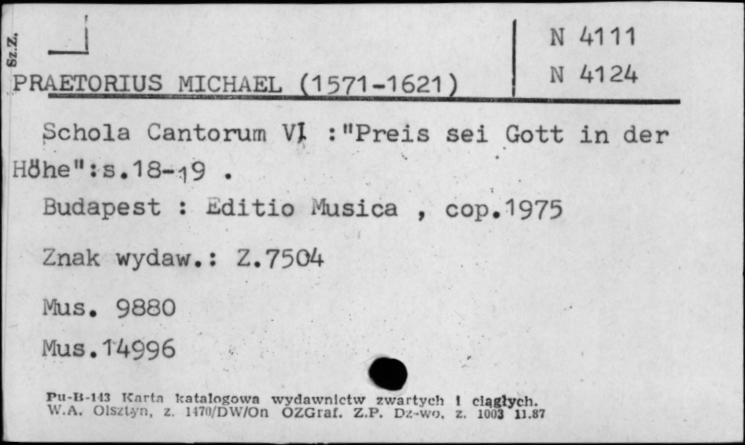 Sz.Z.
N 4111
N 4124
PRAETORIUS MICHAEL (1571-1621)
Schola Cantorum VI :"Preis sei Gott in der
Höhe":s.18-19 .
Budapest : Editio Musica , cop.1975
Znak wydaw.: Z.7504
Mus. 9880
Mus.14996
Pu-B-143 Karta katalogowa wydawnictw zwartych i ciągłych.
W.A. Olsztyn, z. 1470/DW/On OZGraf. Z.P. Dz-wo, z. 1003 11.87